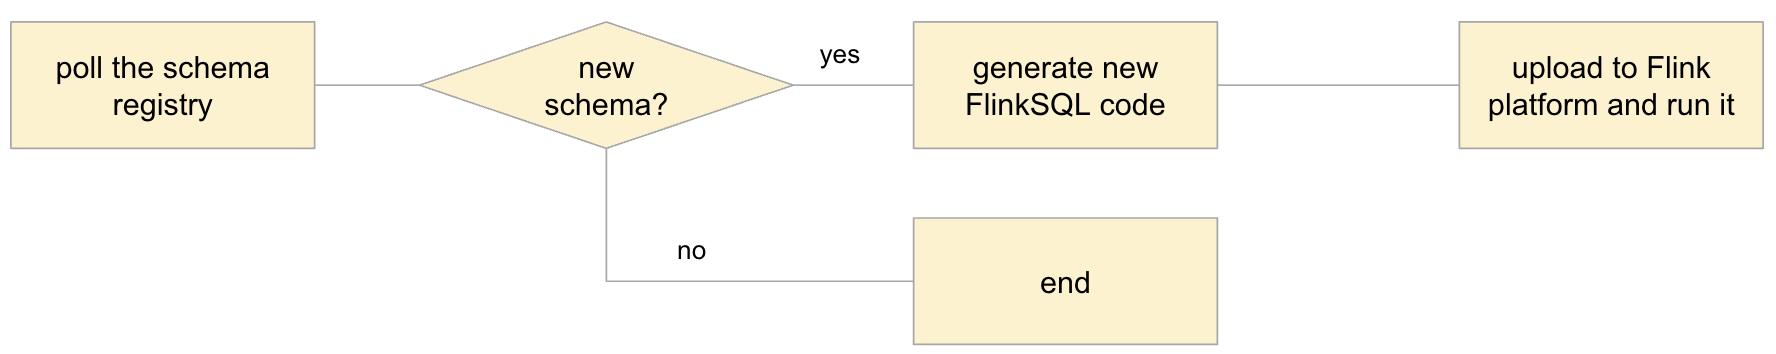 poll the schema
registry
new
schema?
yes
generate new
FlinkSQL code
upload to Flink
platform and run it
no
end